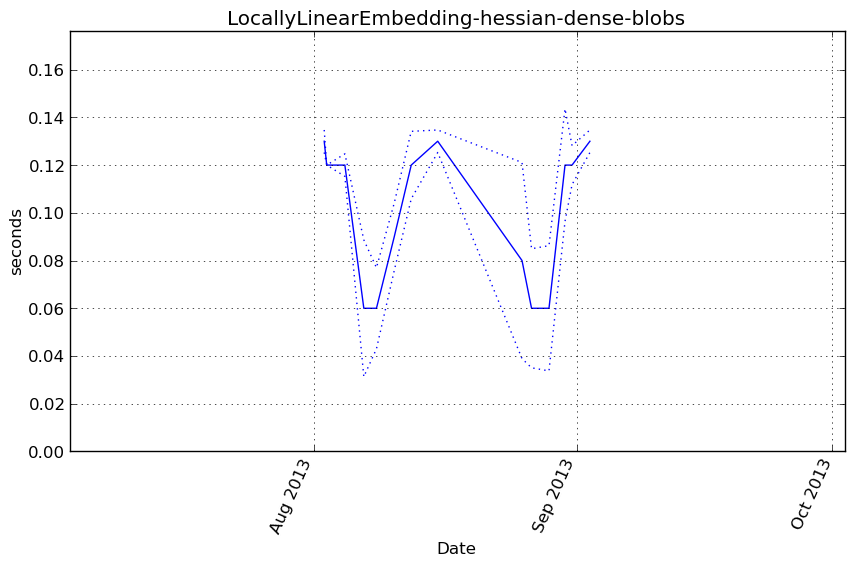 LocallyLinearEmbedding-hessian-dense-blobs
0.16
0.14
0.12
0.10
0.08
0.06
0.04
0.02
0.00
seconds
Aug 2013
Sep 2013
Oct 2013
Date